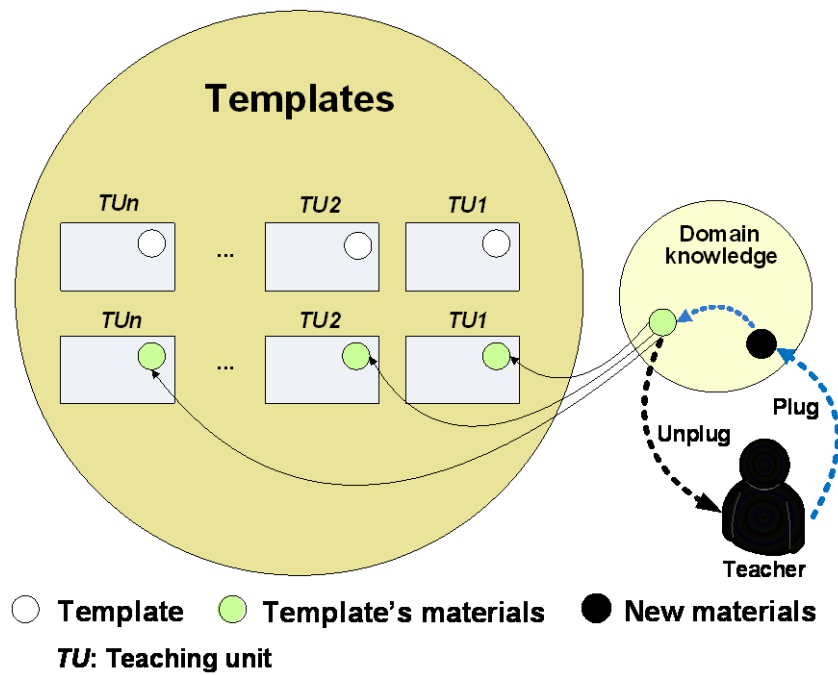 Templates
TUn TU2 TU1
...
Domain
knowledge
TUn TU2 TU1
...
Plug
Unplug
Teacher
Template Template's materials New materials
TU: Teaching unit